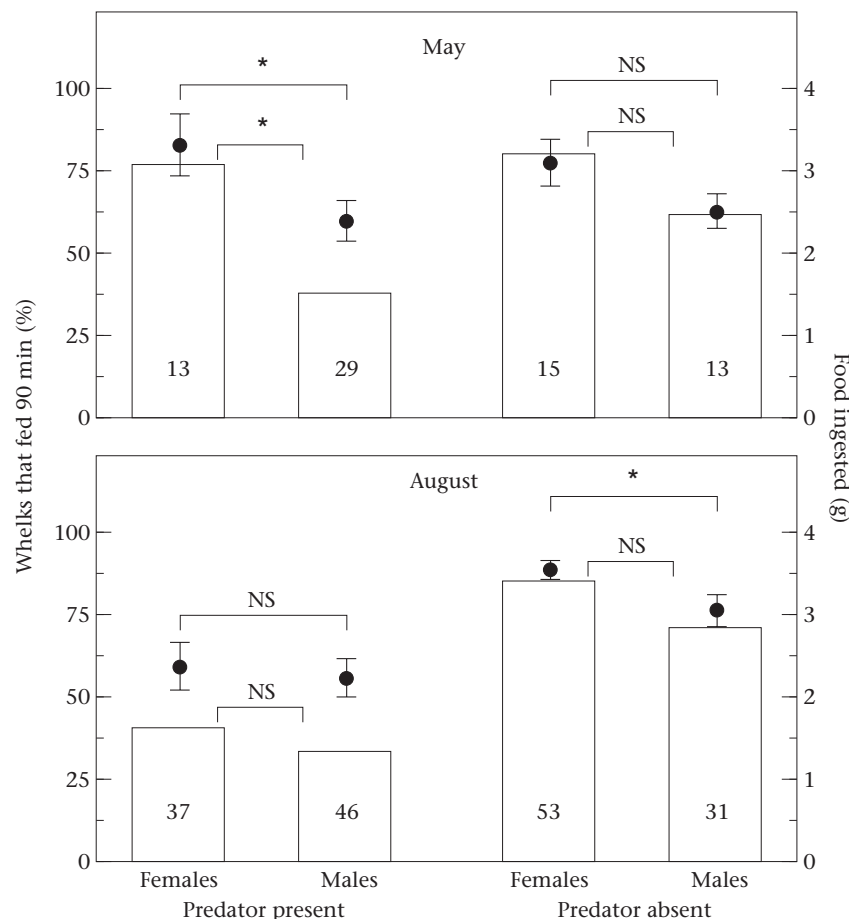 May
*
*
NS
NS
100
75
50
25
0
4
3
2
1
0
13
29
15
13
Whelks that fed 90 min (%)
Food ingested (g)
August
NS
NS
*
NS
100
75
50
25
0
4
3
2
1
0
37
46
53
31
Females
Males
Females
Males
Predator present
Predator absent